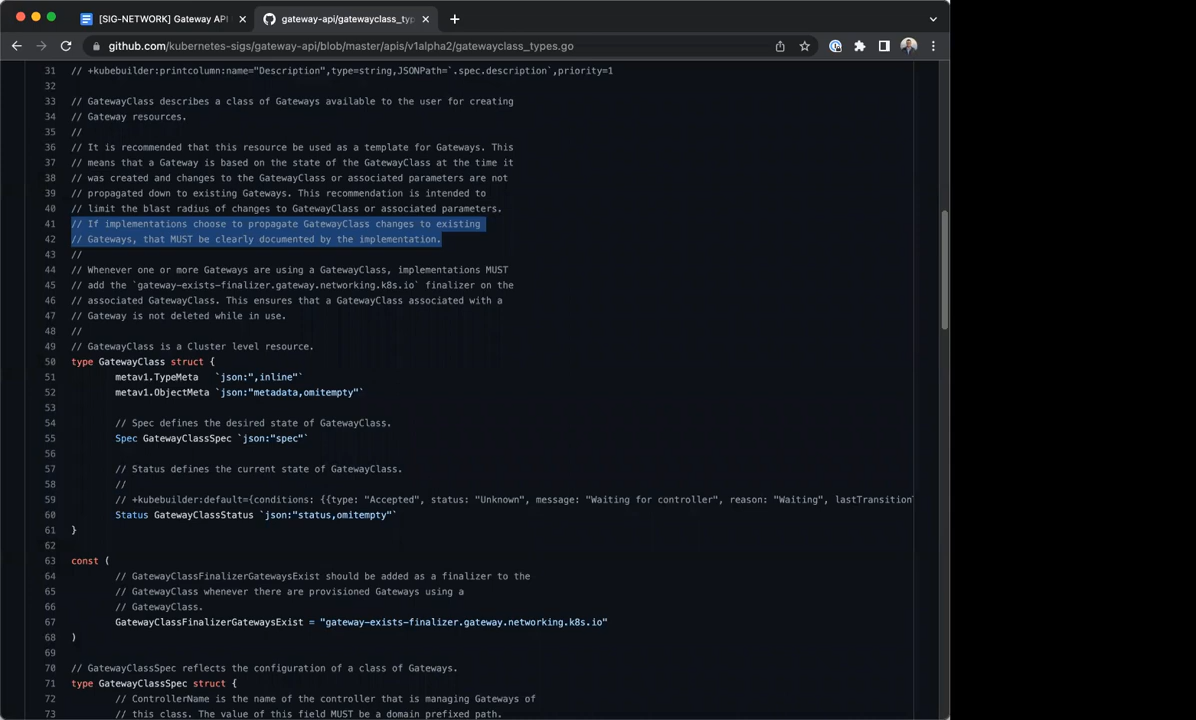 [SIG-NETWORK] Gateway API
gateway-api/gatewayclass_typ
github.com/kubernetes-sigs/gateway-api/blob/master/apis/v1alpha2/gatewayclass_types.go
31 // +kubebuilder:printcolumn:name="Description",type=string,JSONPath=`.spec.description`,priority=1
32
33 // GatewayClass describes a class of Gateways available to the user for creating
34 // Gateway resources.
35 //
36 // It is recommended that this resource be used as a template for Gateways. This
37 // means that a Gateway is based on the state of the GatewayClass at the time it
38 // was created and changes to the GatewayClass or associated parameters are not
39 // propagated down to existing Gateways. This recommendation is intended to
40 // limit the blast radius of changes to GatewayClass or associated parameters.
41 // If implementations choose to propagate GatewayClass changes to existing
42 // Gateways, that MUST be clearly documented by the implementation.
43 //
44 // Whenever one or more Gateways are using a GatewayClass, implementations MUST
45 // add the `gateway-exists-finalizer.gateway.networking.k8s.io` finalizer on the
46 // associated GatewayClass. This ensures that a GatewayClass associated with a
47 // Gateway is not deleted while in use.
48 //
49 // GatewayClass is a Cluster level resource.
50 type GatewayClass struct {
51 metav1.TypeMeta `json:",inline"`
52 metav1.ObjectMeta `json:"metadata,omitempty"`
53
54 // Spec defines the desired state of GatewayClass.
55 Spec GatewayClassSpec `json:"spec"`
56
57 // Status defines the current state of GatewayClass.
58 //
59 // +kubebuilder:default={conditions: {{type: "Accepted", status: "Unknown", message: "Waiting for controller", reason: "Waiting", lastTransitionT
60 Status GatewayClassStatus `json:"status,omitempty"`
61 }
62
63 const (
64 // GatewayClassFinalizerGatewaysExist should be added as a finalizer to the
65 // GatewayClass whenever there are provisioned Gateways using a
66 // GatewayClass.
67 GatewayClassFinalizerGatewaysExist = "gateway-exists-finalizer.gateway.networking.k8s.io"
68 )
69
70 // GatewayClassSpec reflects the configuration of a class of Gateways.
71 type GatewayClassSpec struct {
72 // ControllerName is the name of the controller that is managing Gateways of
73 // this class. The value of this field MUST be a domain prefixed path.